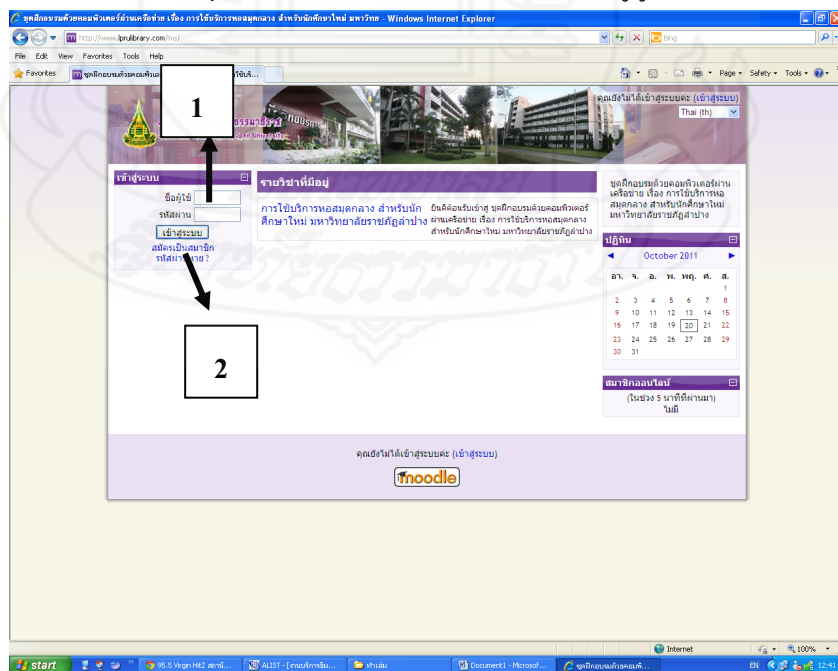 ชุดฝึกอบรมด้วยคอมพิวเตอร์ผ่านเครือข่าย เรื่อง การใช้บริการหอสมุดกลาง สำหรับนักศึกษาใหม่ มหาวิทย - Windows Internet Explorer
http://www.lprulibrary.com/lms/
Bing
File Edit View Favorites Tools Help
Favorites
Page Safety Tools
คุณยังไม่ได้เข้าสู่ระบบค่ะ (เข้าสู่ระบบ)
Thai (th)
1
เข้าสู่ระบบ
ชื่อผู้ใช้
รหัสผ่าน
เข้าสู่ระบบ
สมัครเป็นสมาชิก
2
รายวิชาที่มีอยู่
การใช้บริการหอสมุดกลาง สำหรับนัก
ศึกษาใหม่ มหาวิทยาลัยราชภัฏลำปาง
ยินดีต้อนรับเข้าสู่ ชุดฝึกอบรมด้วยคอมพิวเตอร์
ผ่านเครือข่าย เรื่อง การใช้บริการหอสมุดกลาง
สำหรับนักศึกษาใหม่ มหาวิทยาลัยราชภัฏลำปาง
ชุดฝึกอบรมด้วยคอมพิวเตอร์ผ่าน
เครือข่าย เรื่อง การใช้บริการหอ
สมุดกลาง สำหรับนักศึกษาใหม่
มหาวิทยาลัยราชภัฏลำปาง
ปฏิทิน
October 2011
อา. จ. อ. พ. พฤ. ศ. ส.
1
2 3 4 5 6 7 8
9 10 11 12 13 14 15
16 17 18 19 20 21 22
23 24 25 26 27 28 29
30 31
สมาชิกออนไลน์
(ในช่วง 5 นาทีที่ผ่านมา)
ไม่มี
คุณยังไม่ได้เข้าสู่ระบบค่ะ (เข้าสู่ระบบ)
moodle
Internet 100%
start
95.5 Virgin HitZ
ALIST
Document1 - Microsof...
EN 12:41